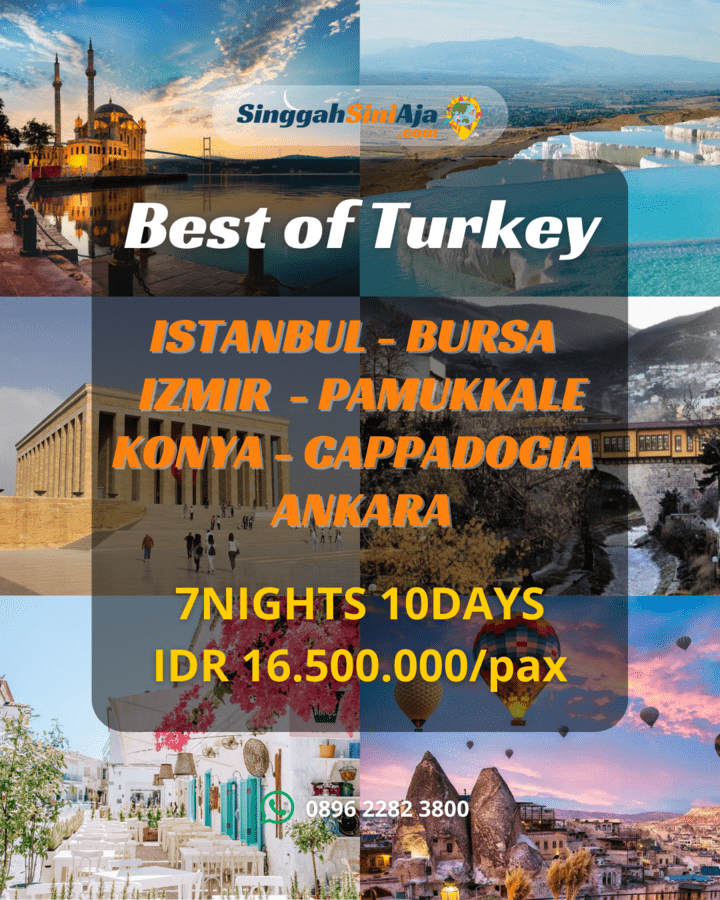 SinggahSiniAja
.com
Best of Turkey
ISTANBUL - BURSA
IZMIR - PAMUKKALE
KONYA - CAPPADOCIA
ANKARA
7NIGHTS 10DAYS
IDR 16.500.000/pax
0896 2282 3800